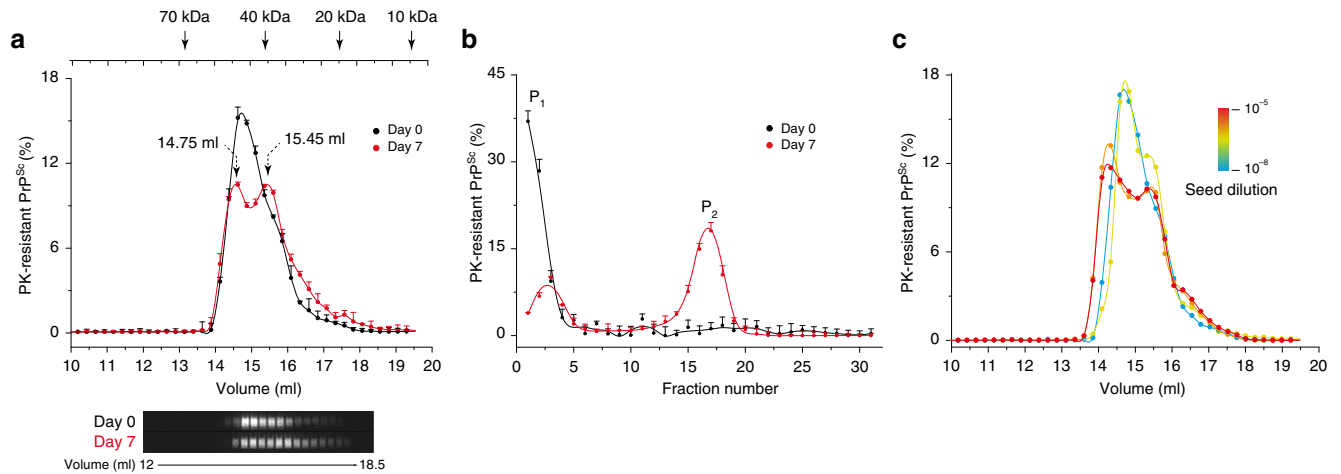 70 kDa 40 kDa 20 kDa 10 kDa
a
18
12
6
0
PK-resistant PrP^Sc (%)
14.75 ml
15.45 ml
Day 0
Day 7
10 11 12 13 14 15 16 17 18 19 20
Volume (ml)
Day 0
Day 7
Volume (ml) 12 18.5
b
45
30
15
0
PK-resistant PrP^Sc (%)
P1
P2
Day 0
Day 7
0 5 10 15 20 25 30
Fraction number
c
18
12
6
0
PK-resistant PrP^Sc (%)
10^-5
10^-8
Seed dilution
10 11 12 13 14 15 16 17 18 19 20
Volume (ml)